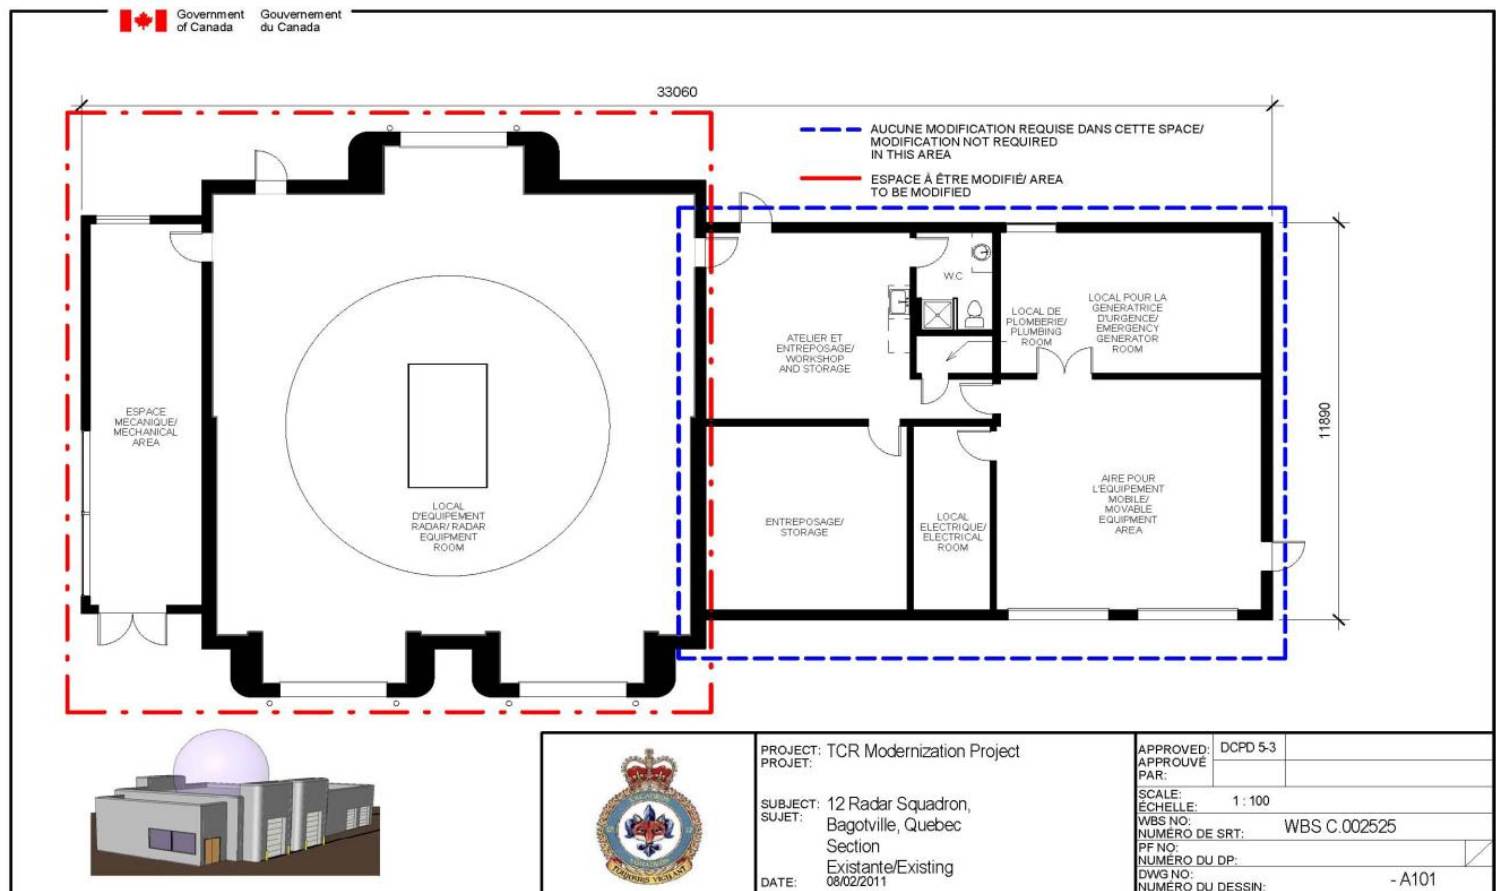 Government
of Canada
Gouvernement
du Canada
33060
AUCUNE MODIFICATION REQUISE DANS CETTE SPACE/
MODIFICATION NOT REQUIRED
IN THIS AREA
ESPACE À ÊTRE MODIFIÉ/ AREA
TO BE MODIFIED
W.C
LOCAL DE
PLOMBERIE/
PLUMBING
ROOM
LOCAL POUR LA
GENERATRICE
D'URGENCE/
EMERGENCY
GENERATOR
ROOM
ATELIER ET
ENTREPOSAGE/
WORKSHOP
AND STORAGE
ESPACE
MECANIQUE/
MECHANICAL
AREA
11890
LOCAL
D'EQUIPEMENT
RADAR/ RADAR
EQUIPMENT
ROOM
ENTREPOSAGE/
STORAGE
LOCAL
ELECTRIQUE/
ELECTRICAL
ROOM
AIRE POUR
L'EQUIPEMENT
MOBILE/
MOVABLE
EQUIPMENT
AREA
ESCADRON
12
12
SQUADRON
TOUJOURS VIGILANT
PROJECT: TCR Modernization Project
PROJET:
SUBJECT: 12 Radar Squadron,
SUJET: Bagotville, Quebec
Section
Existante/Existing
DATE: 08/02/2011
APPROVED: DCPD 5-3
APPROUVÉ
PAR:
SCALE: 1 : 100
ÉCHELLE:
WBS NO: WBS C.002525
NUMÉRO DE SRT:
PF NO:
NUMÉRO DU DP:
DWG NO: - A101
NUMÉRO DU DESSIN: